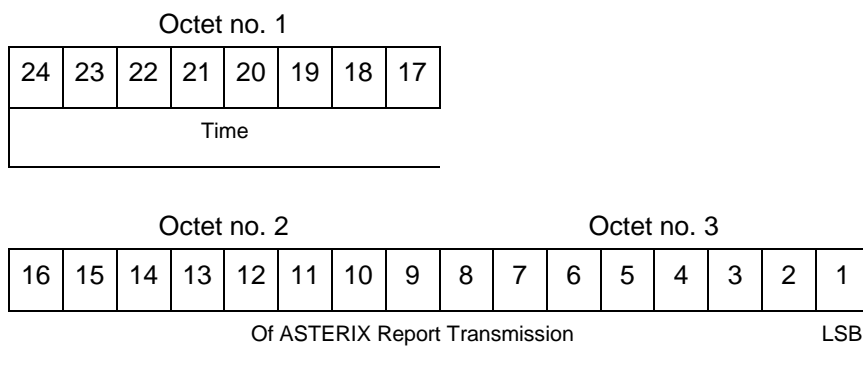 Octet no. 1
24 23 22 21 20 19 18 17
Time
Octet no. 2 Octet no. 3
16 15 14 13 12 11 10 9 8 7 6 5 4 3 2 1
Of ASTERIX Report Transmission LSB